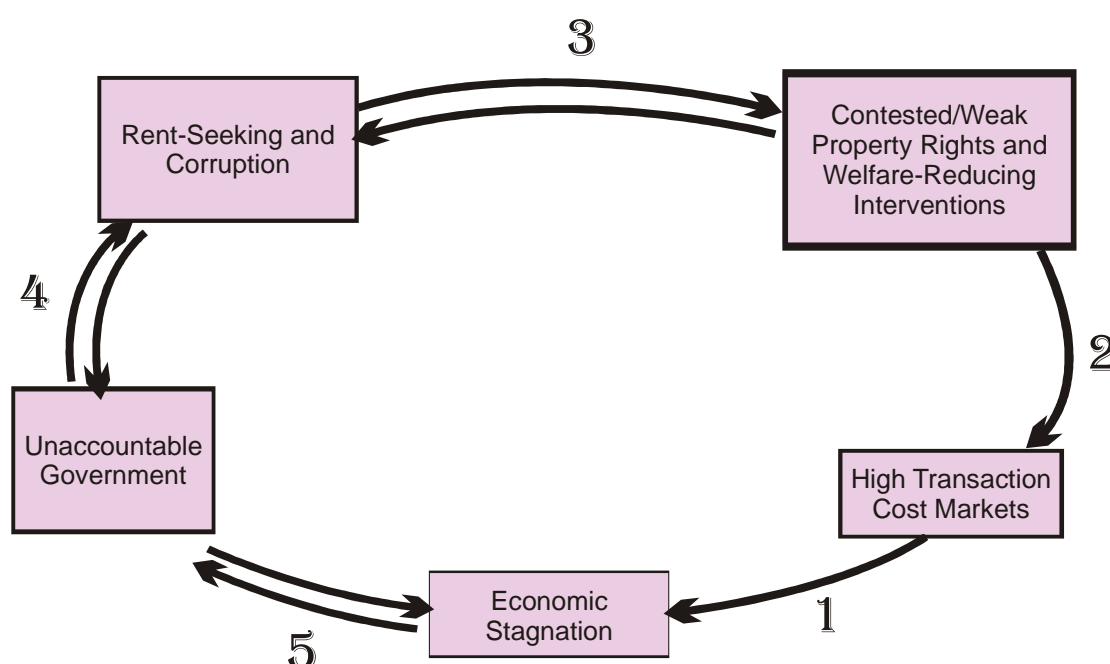 3
Rent-Seeking and
Corruption
Contested/Weak
Property Rights and
Welfare-Reducing
Interventions
4
2
Unaccountable
Government
High Transaction
Cost Markets
Economic
Stagnation
1
5